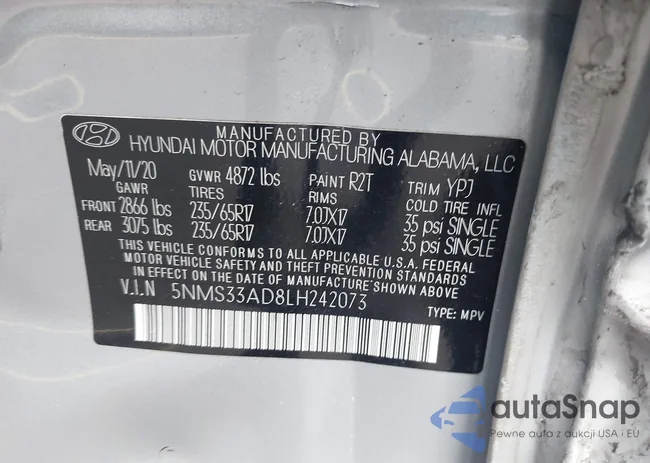 MANUFACTURED BY
HYUNDAI MOTOR MANUFACTURING ALABAMA, LLC
May/11/20 GVWR 4872 lbs PAINT R2T TRIM YPJ
GAWR TIRES RIMS COLD TIRE INFL
FRONT 2866 lbs 235/65R17 7.0JX17 35 psi SINGLE
REAR 3075 lbs 235/65R17 7.0JX17 35 psi SINGLE
THIS VEHICLE CONFORMS TO ALL APPLICABLE U.S.A. FEDERAL
MOTOR VEHICLE SAFETY AND THEFT PREVENTION STANDARDS
IN EFFECT ON THE DATE OF MANUFACTURE SHOWN ABOVE
V.I.N 5NMS33AD8LH242073
TYPE: MPV
autaSnap
Pewne auta z aukcji USA i EU